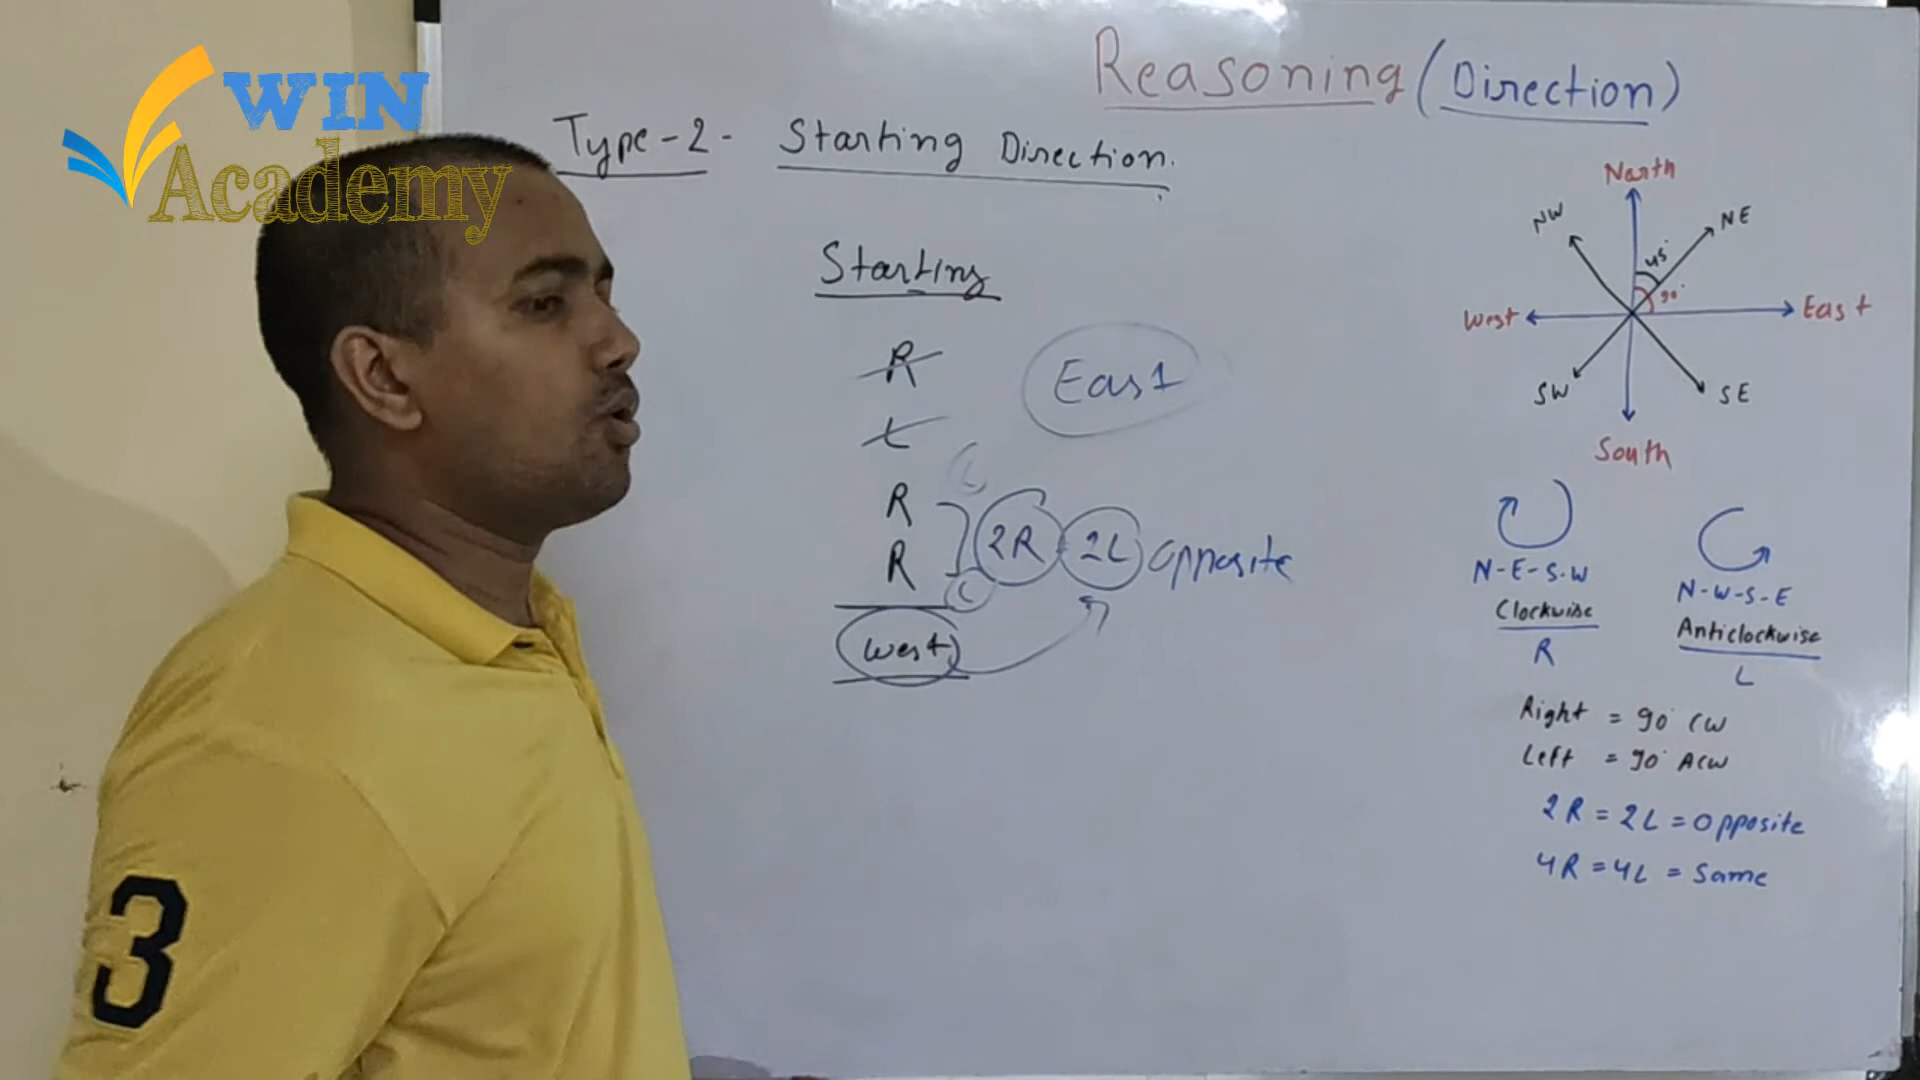 WIN
Academy
Reasoning (Direction)
Type-2- Starting Direction.
Starting
R
L
R
R
West
East
2R
2L
opposite
North
NW
NE
45°
90°
West
East
SW
SE
South
N-E-S-W
Clockwise
R
N-W-S-E
Anticlockwise
L
Right = 90° CW
Left = 90° ACW
2R = 2L = opposite
4R = 4L = Same
3